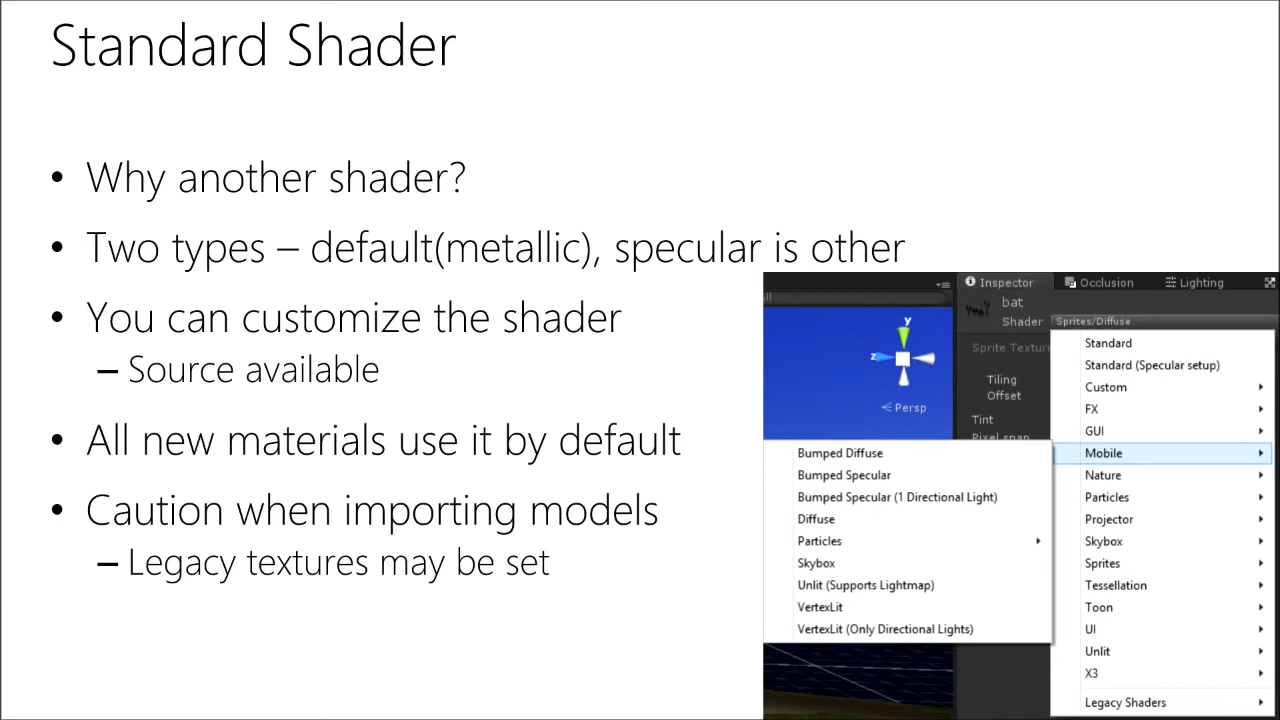 Standard Shader
• Why another shader?
• Two types – default(metallic), specular is other
• You can customize the shader
– Source available
• All new materials use it by default
• Caution when importing models
– Legacy textures may be set
Inspector
Occlusion
Lighting
bat
Shader
Sprites/Diffuse
Sprite Texture
Tiling
Offset
Tint
Pixel snap
y
z
Persp
Standard
Standard (Specular setup)
Custom
FX
GUI
Mobile
Nature
Particles
Projector
Skybox
Sprites
Tessellation
Toon
UI
Unlit
X3
Legacy Shaders
Bumped Diffuse
Bumped Specular
Bumped Specular (1 Directional Light)
Diffuse
Particles
Skybox
Unlit (Supports Lightmap)
VertexLit
VertexLit (Only Directional Lights)